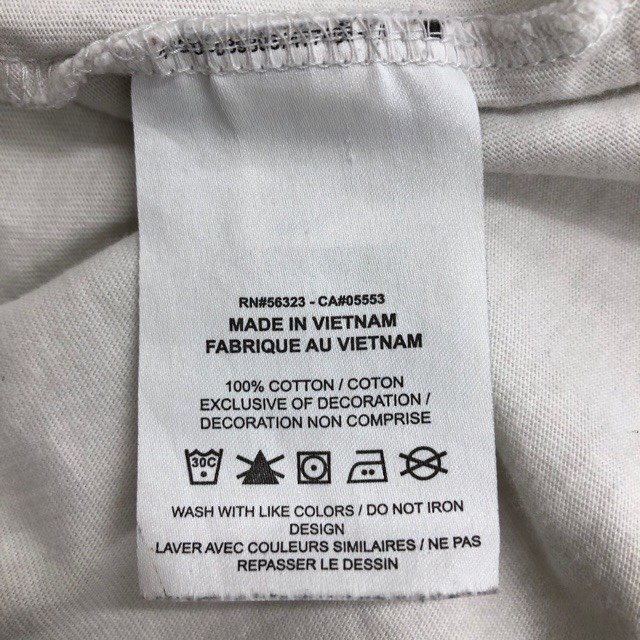 RN#56323 - CA#05553
MADE IN VIETNAM
FABRIQUE AU VIETNAM
100% COTTON / COTON
EXCLUSIVE OF DECORATION /
DECORATION NON COMPRISE
30C
WASH WITH LIKE COLORS / DO NOT IRON
DESIGN
LAVER AVEC COULEURS SIMILAIRES / NE PAS
REPASSER LE DESSIN